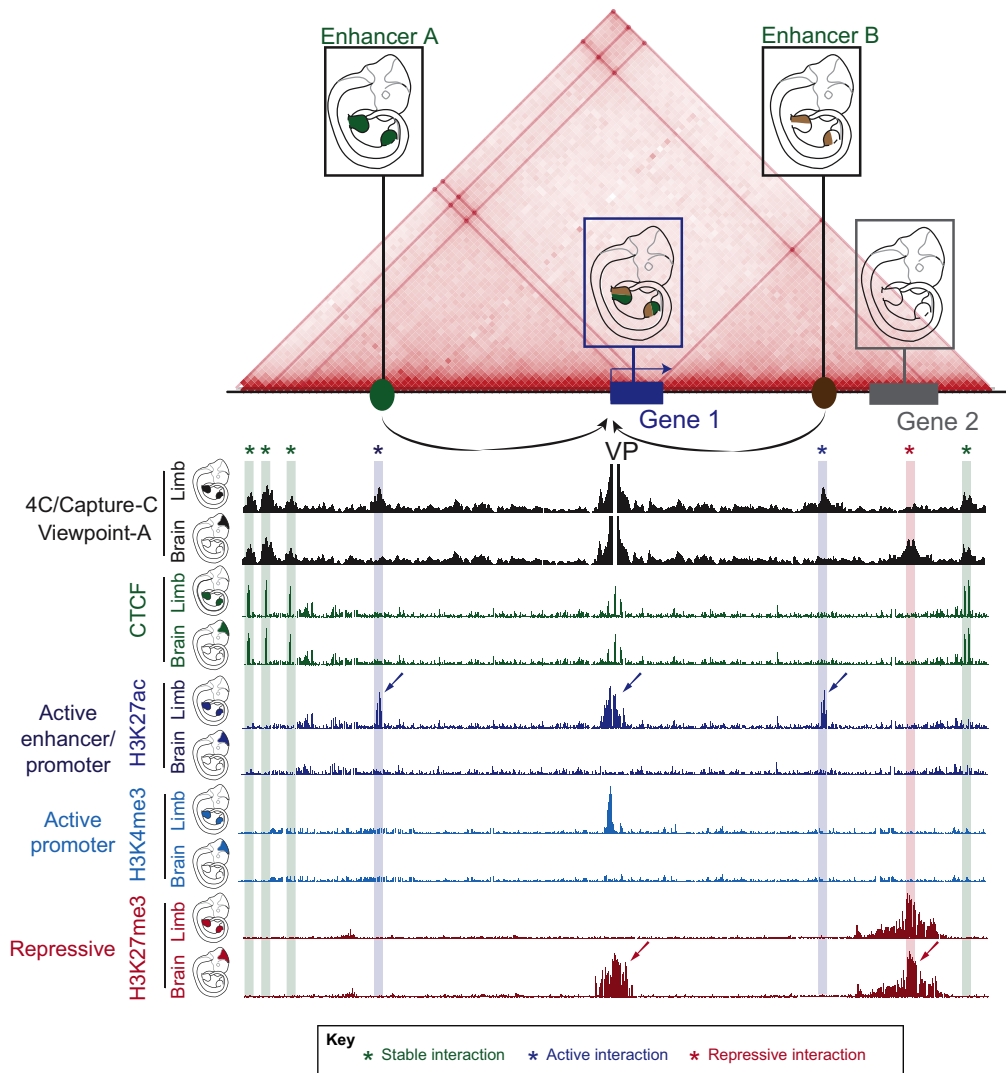 Enhancer A
Enhancer B
Gene 1
Gene 2
* * * * VP * * *
4C/Capture-C
Viewpoint-A
Limb
Brain
CTCF
Limb
Brain
Active
enhancer/
promoter
H3K27ac
Limb
Brain
Active
promoter
H3K4me3
Limb
Brain
Repressive
H3K27me3
Limb
Brain
Key
* Stable interaction * Active interaction * Repressive interaction